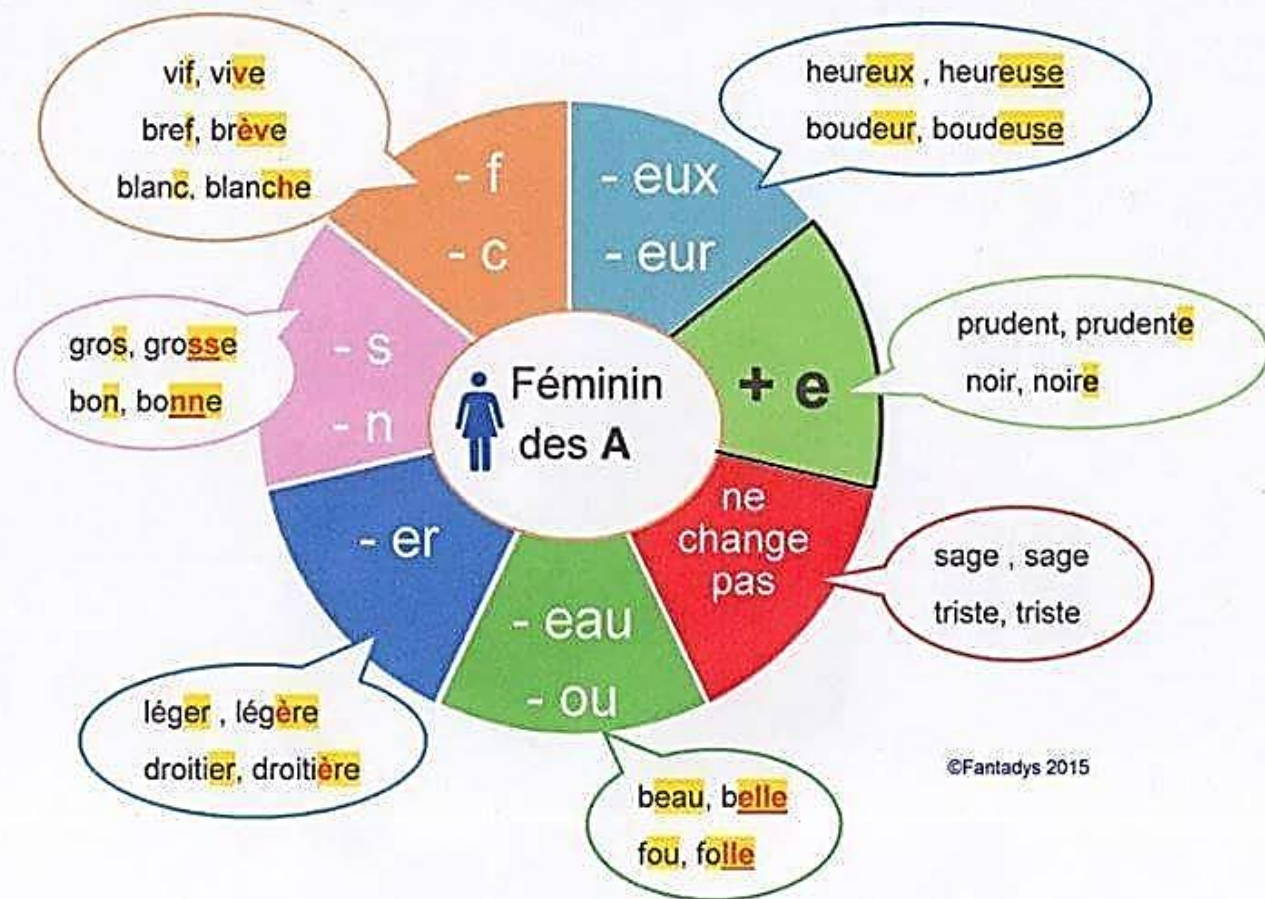 vif, vive
bref, brève
blanc, blanche
heureux , heureuse
boudeur, boudeuse
- f
- c
- eux
- eur
gros, grosse
bon, bonne
- s
- n
Féminin
des A
+ e
prudent, prudente
noir, noire
- er
ne
change
pas
sage , sage
triste, triste
- eau
- ou
léger , légère
droitier, droitière
beau, belle
fou, folle
©Fantadys 2015